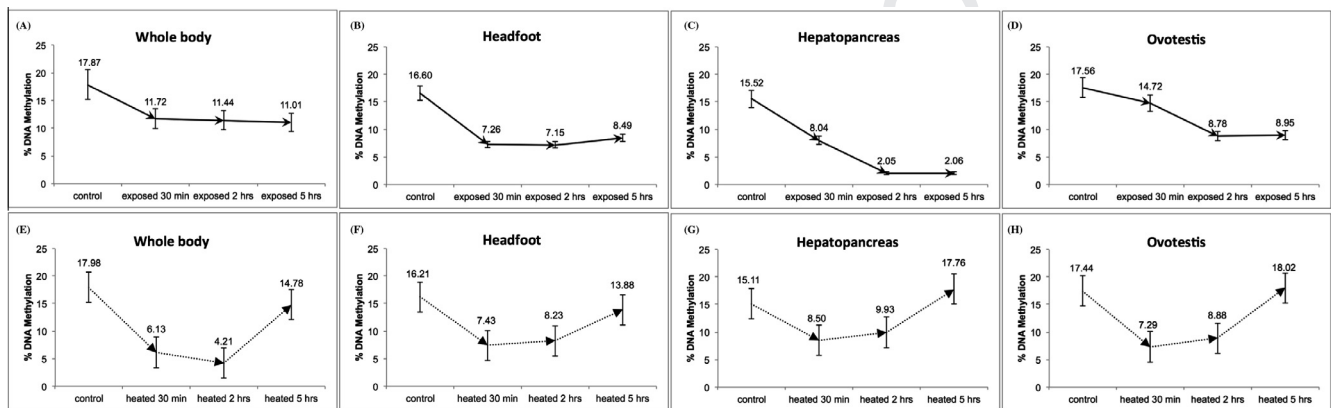 (A)
Whole body
% DNA Methylation
25
20
15
10
5
0
17.87
11.72
11.44
11.01
control exposed 30 min exposed 2 hrs exposed 5 hrs
(B)
Headfoot
% DNA Methylation
25
20
15
10
5
0
16.60
7.26
7.15
8.49
control exposed 30 min exposed 2 hrs exposed 5 hrs
(C)
Hepatopancreas
% DNA Methylation
25
20
15
10
5
0
15.52
8.04
2.05
2.06
control exposed 30 min exposed 2 hrs exposed 5 hrs
(D)
Ovotestis
% DNA Methylation
25
20
15
10
5
0
17.56
14.72
8.78
8.95
control exposed 30 min exposed 2 hrs exposed 5 hrs
(E)
Whole body
% DNA Methylation
25
20
15
10
5
0
17.98
6.13
4.21
14.78
control heated 30 min heated 2 hrs heated 5 hrs
(F)
Headfoot
% DNA Methylation
25
20
15
10
5
0
16.21
7.43
8.23
13.88
control heated 30 min heated 2 hrs heated 5 hrs
(G)
Hepatopancreas
% DNA Methylation
25
20
15
10
5
0
15.11
8.50
9.93
17.76
control heated 30 min heated 2 hrs heated 5 hrs
(H)
Ovotestis
% DNA Methylation
25
20
15
10
5
0
17.44
7.29
8.88
18.02
control heated 30 min heated 2 hrs heated 5 hrs